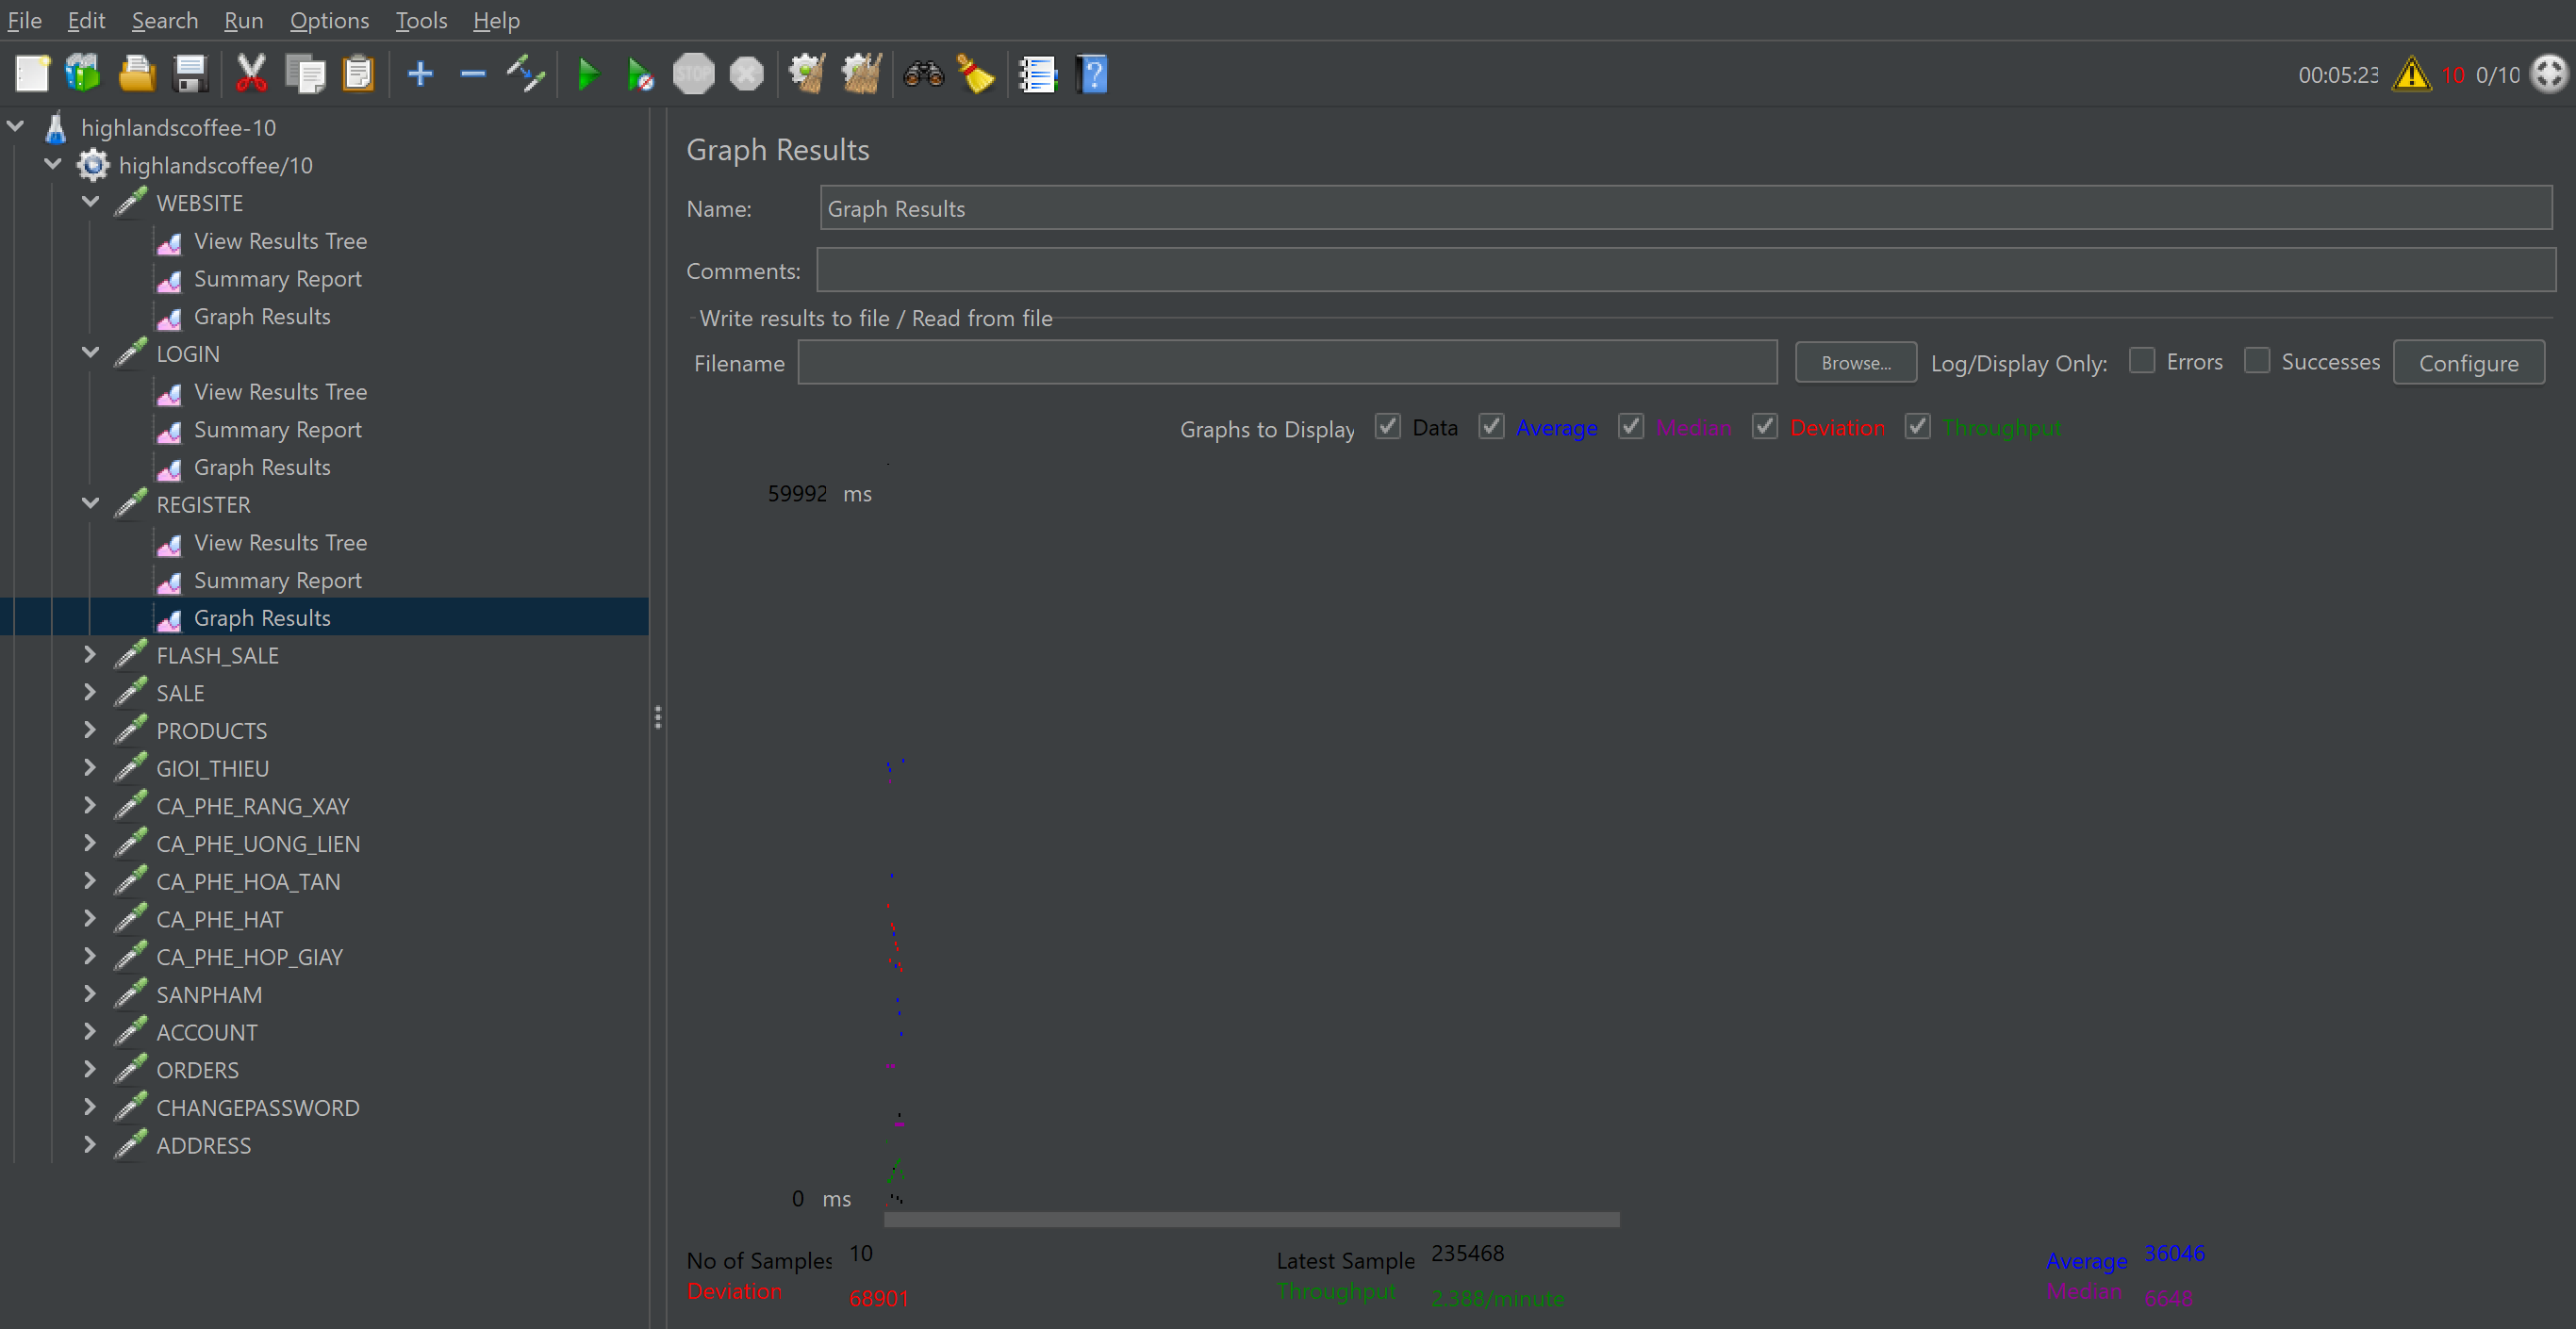 File Edit Search Run Options Tools Help
STOP
00:05:23 10 0/10
highlandscoffee-10
highlandscoffee/10
WEBSITE
View Results Tree
Summary Report
Graph Results
LOGIN
View Results Tree
Summary Report
Graph Results
REGISTER
View Results Tree
Summary Report
Graph Results
FLASH_SALE
SALE
PRODUCTS
GIOI_THIEU
CA_PHE_RANG_XAY
CA_PHE_UONG_LIEN
CA_PHE_HOA_TAN
CA_PHE_HAT
CA_PHE_HOP_GIAY
SANPHAM
ACCOUNT
ORDERS
CHANGEPASSWORD
ADDRESS
Graph Results
Name: Graph Results
Comments:
Write results to file / Read from file
Filename Browse... Log/Display Only: Errors Successes Configure
Graphs to Display Data Average Median Deviation Throughput
59992 ms
0 ms
No of Samples 10 Latest Sample 235468 Average 36046
Deviation 68901 Throughput 2.388/minute Median 6648